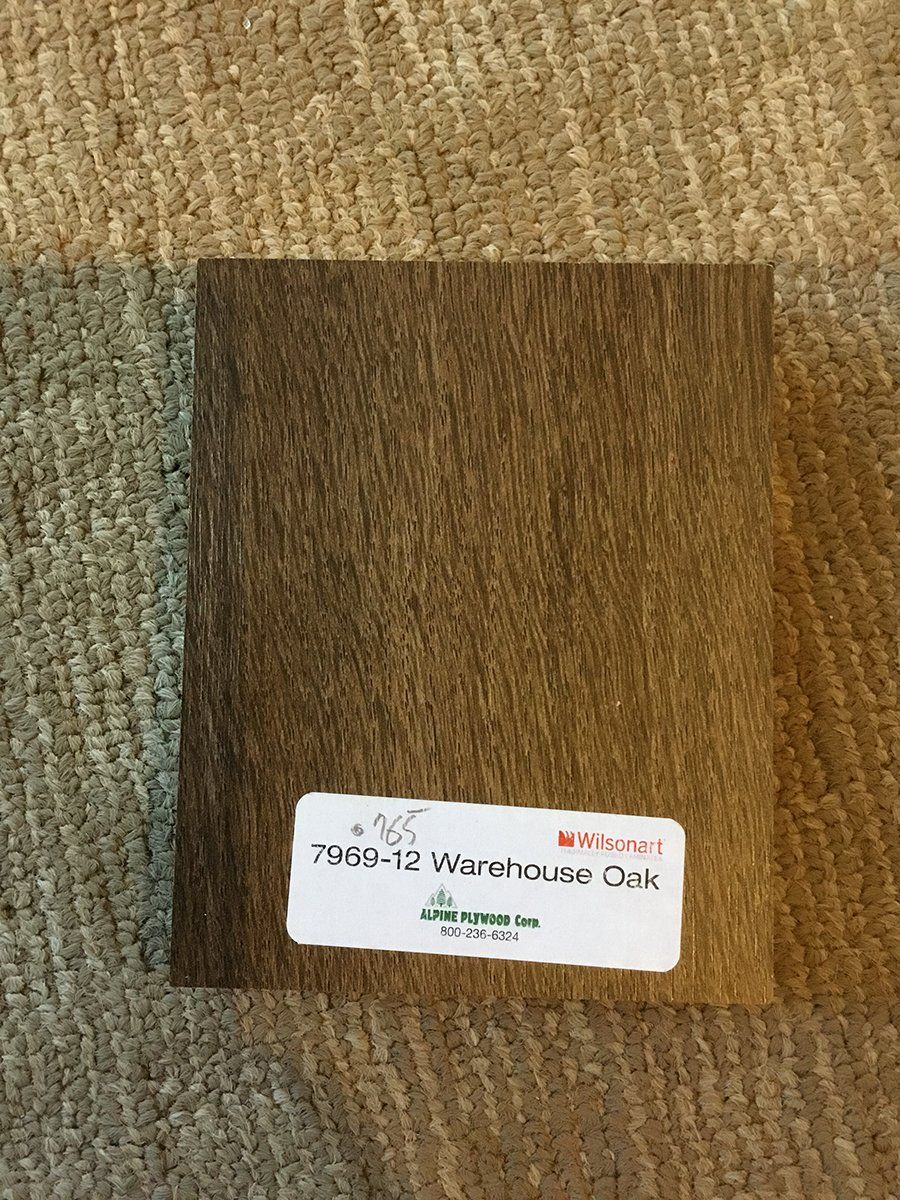 .765
Wilsonart
7969-12 Warehouse Oak
ALPINE PLYWOOD Corp.
800-236-6324